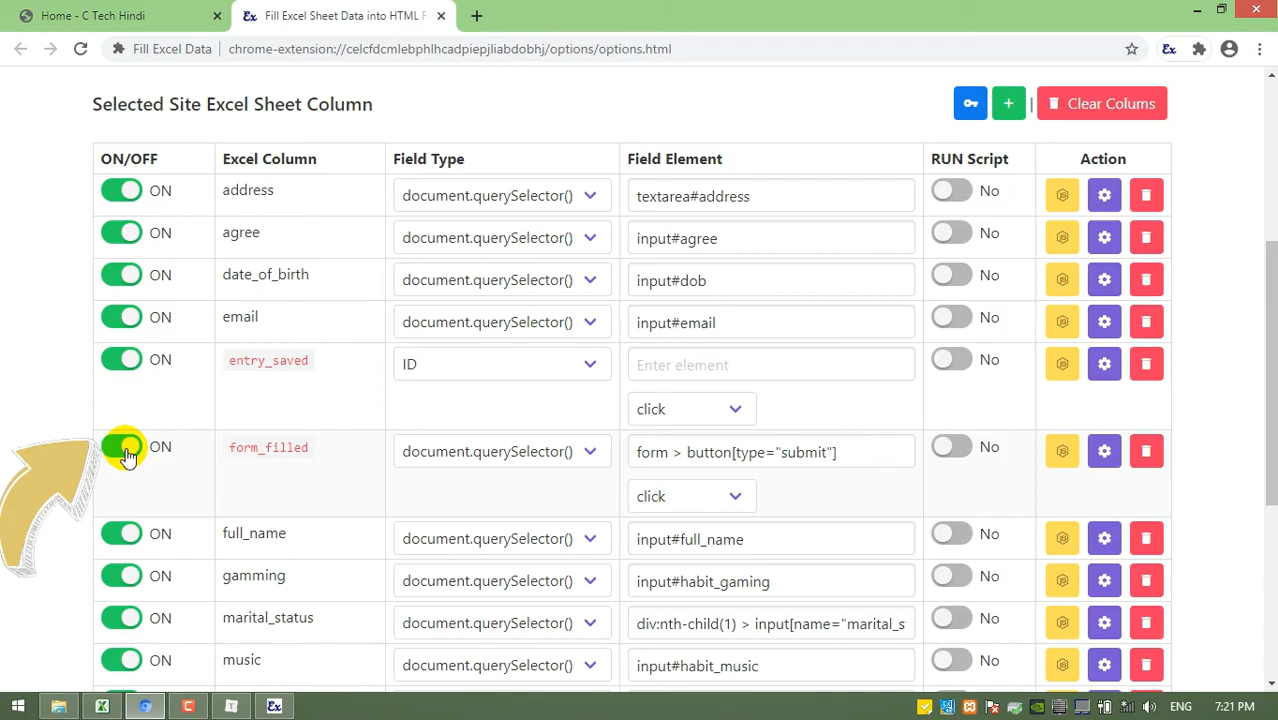 Home - C Tech Hindi
Ex Fill Excel Sheet Data into HTML F
Fill Excel Data chrome-extension://celcfdcmlebphlhcadpiepjliabdobhj/options/options.html Ex
Selected Site Excel Sheet Column
+ | Clear Colums
ON/OFF Excel Column Field Type Field Element RUN Script Action
ON address document.querySelector() textarea#address No
ON agree document.querySelector() input#agree No
ON date_of_birth document.querySelector() input#dob No
ON email document.querySelector() input#email No
ON entry_saved ID Enter element No
click
ON form_filled document.querySelector() form > button[type="submit"] No
click
ON full_name document.querySelector() input#full_name No
ON gamming document.querySelector() input#habit_gaming No
ON marital_status document.querySelector() div:nth-child(1) > input[name="marital_s No
ON music document.querySelector() input#habit_music No
Ex ENG 7:21 PM